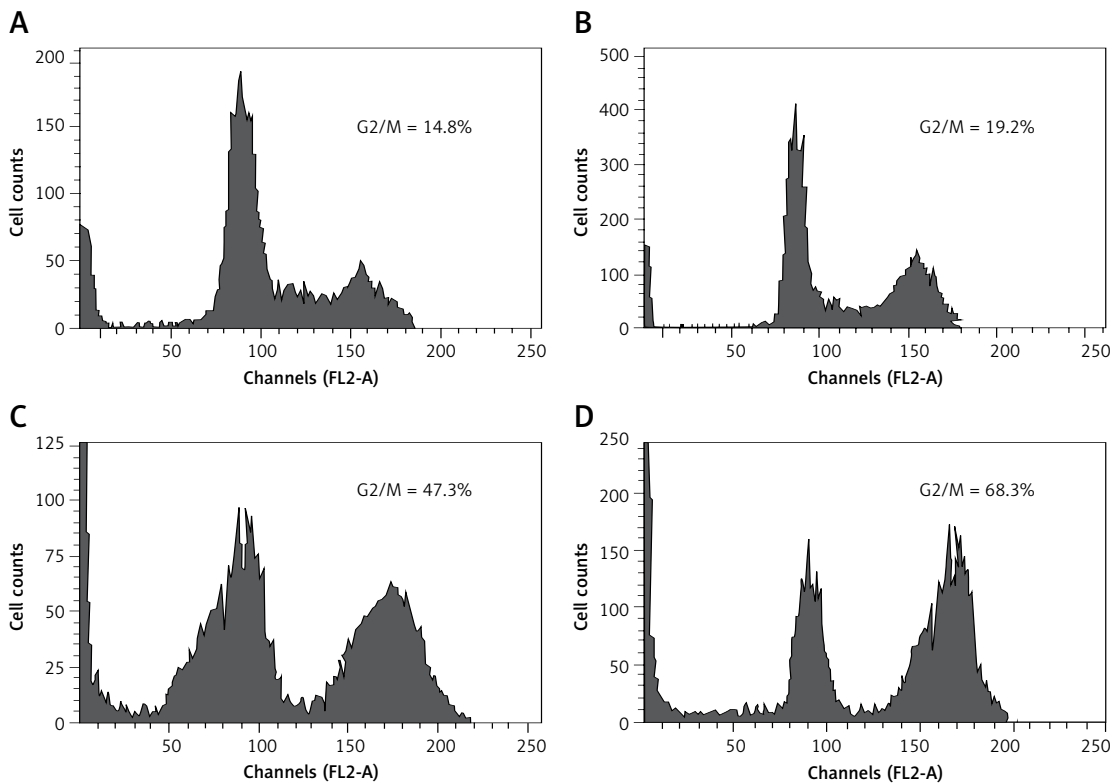 A
200
150
100
50
0
Cell counts
G2/M = 14.8%
50 100 150 200 250
Channels (FL2-A)
B
500
400
300
200
100
0
Cell counts
G2/M = 19.2%
50 100 150 200 250
Channels (FL2-A)
C
125
100
75
50
25
0
Cell counts
G2/M = 47.3%
50 100 150 200 250
Channels (FL2-A)
D
250
200
150
100
50
0
Cell counts
G2/M = 68.3%
50 100 150 200 250
Channels (FL2-A)